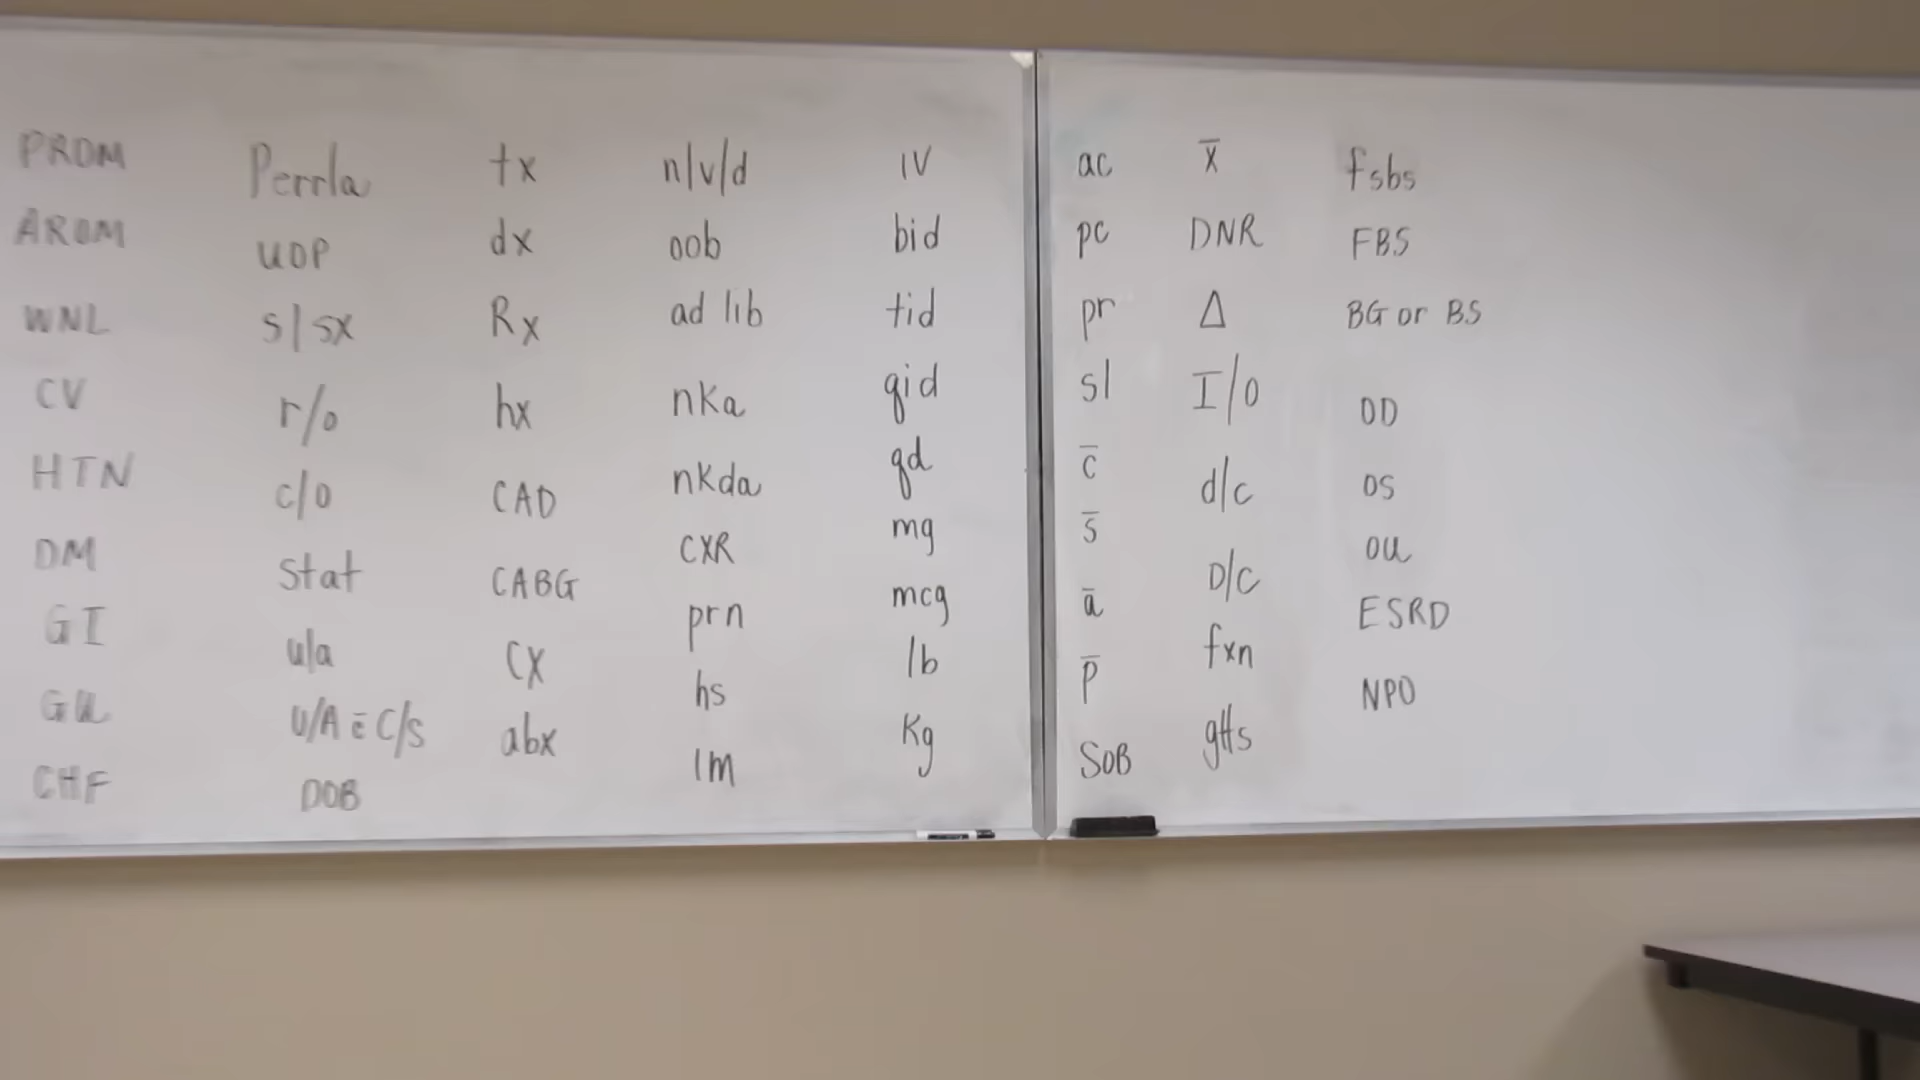 PROM
AROM
WNL
CV
HTN
DM
GI
GU
CHF
Perrla
UOP
s/sx
r/o
c/o
Stat
u/a
U/A c̄ C/S
DOB
tx
dx
Rx
hx
CAD
CABG
CX
abx
n/v/d
oob
ad lib
nka
nkda
CXR
prn
hs
IM
IV
bid
tid
qid
qd
mg
mcg
lb
Kg
ac
pc
pr
sl
c̄
s̄
ā
p̄
SOB
x̄
DNR
Δ
I/O
d/c
D/C
fxn
gtts
fsbs
FBS
BG or BS
OD
OS
OU
ESRD
NPO